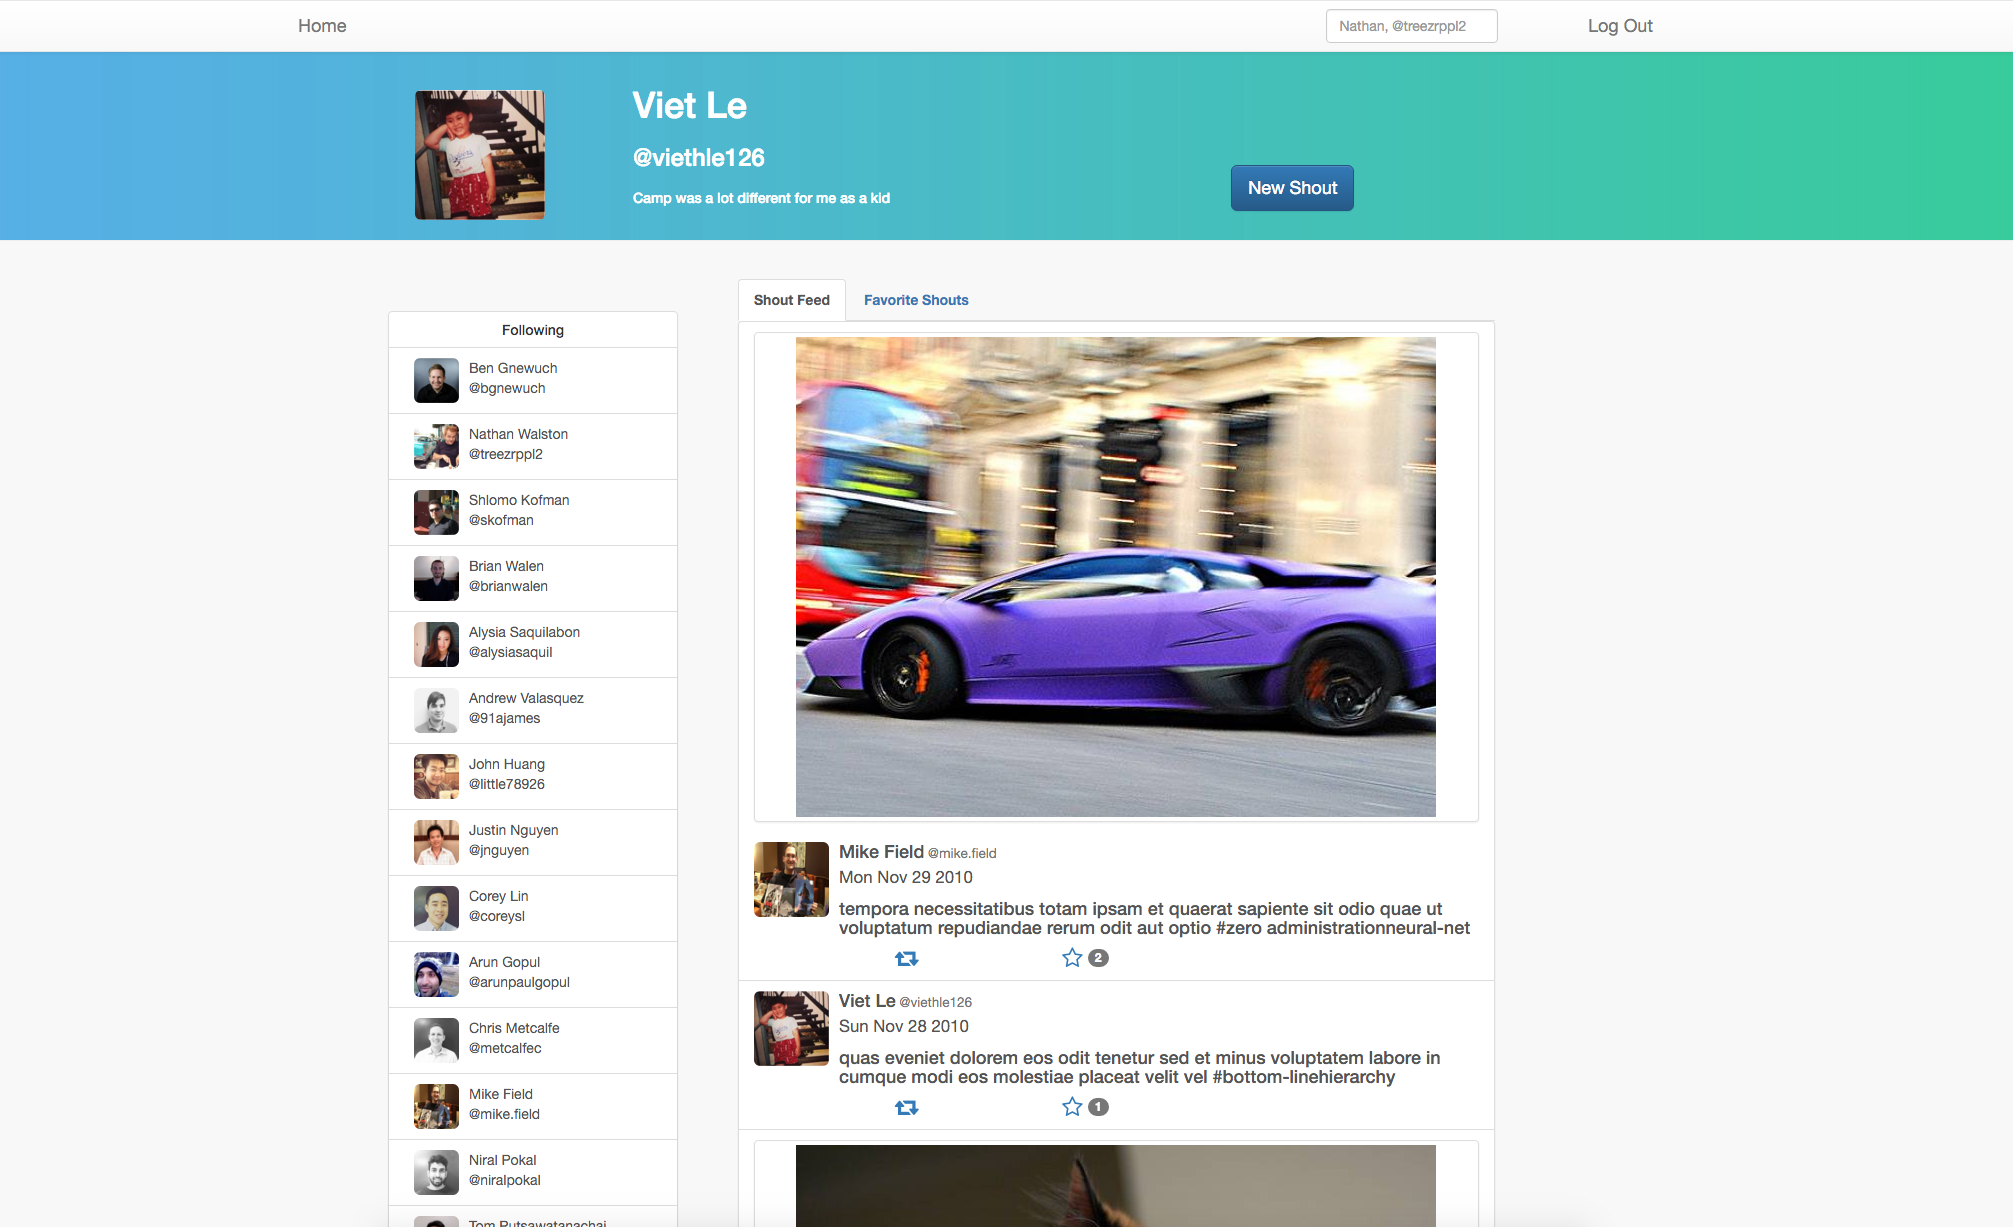 Home
Nathan, @treezrppl2
Log Out
Viet Le
@viethle126
Camp was a lot different for me as a kid
New Shout
Following
Ben Gnewuch
@bgnewuch
Nathan Walston
@treezrppl2
Shlomo Kofman
@skofman
Brian Walen
@brianwalen
Alysia Saquilabon
@alysiasaquil
Andrew Valasquez
@91ajames
John Huang
@little78926
Justin Nguyen
@jnguyen
Corey Lin
@coreysl
Arun Gopul
@arunpaulgopul
Chris Metcalfe
@metcalfec
Mike Field
@mike.field
Niral Pokal
@niralpokal
Tom Putsawatanachai
Shout Feed
Favorite Shouts
Mike Field @mike.field
Mon Nov 29 2010
tempora necessitatibus totam ipsam et quaerat sapiente sit odio quae ut
voluptatum repudiandae rerum odit aut optio #zero administrationneural-net
2
Viet Le @viethle126
Sun Nov 28 2010
quas eveniet dolorem eos odit tenetur sed et minus voluptatem labore in
cumque modi eos molestiae placeat velit vel #bottom-linehierarchy
1